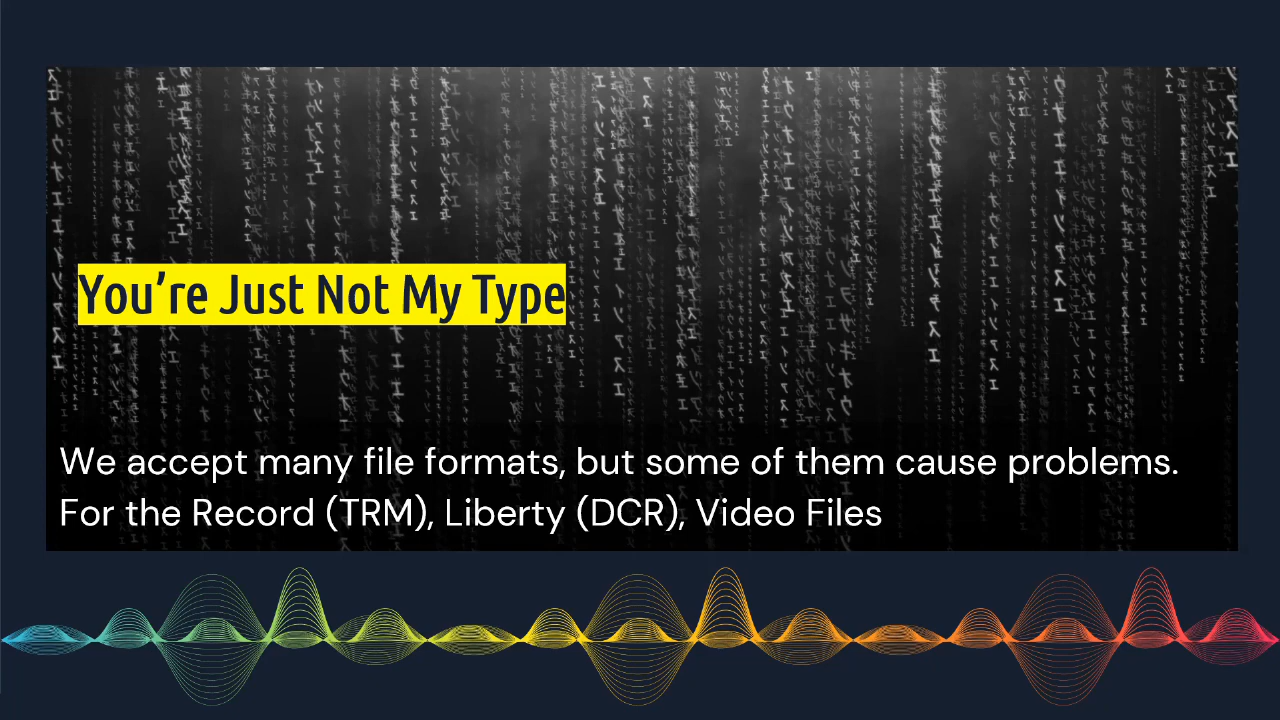 You’re Just Not My Type
We accept many file formats, but some of them cause problems.
For the Record (TRM), Liberty (DCR), Video Files